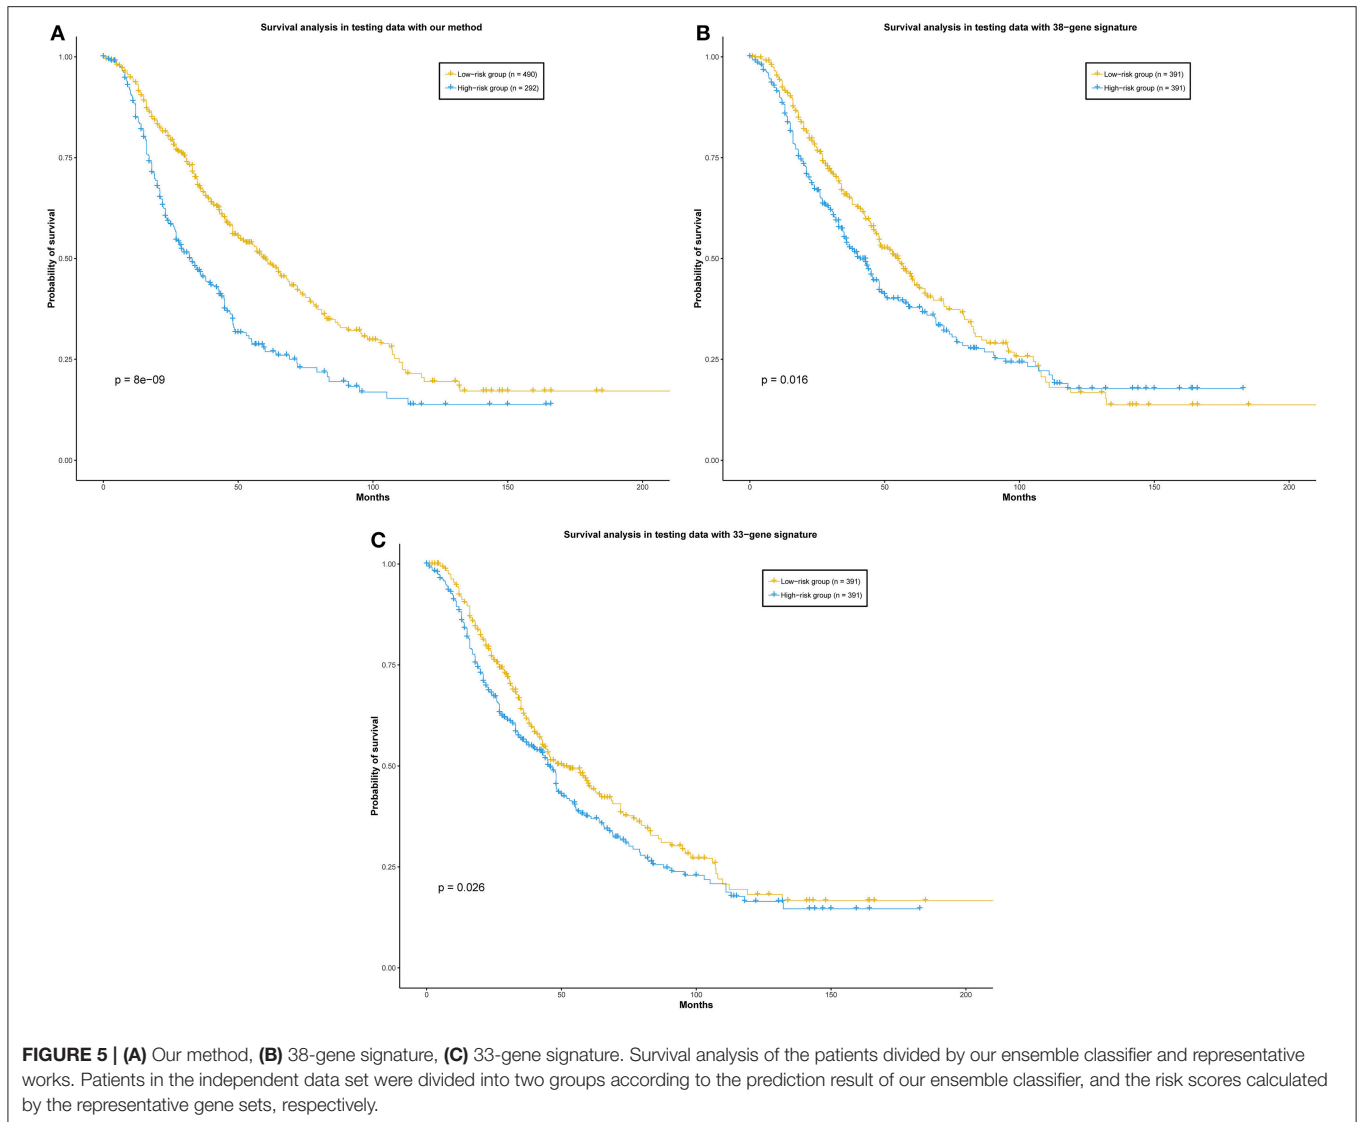 A
Survival analysis in testing data with our method
Low−risk group (n = 490)
High−risk group (n = 292)
1.00
0.75
0.50
0.25
0.00
Probability of survival
p = 8e−09
0
50
100
150
200
Months
B
Survival analysis in testing data with 38−gene signature
Low−risk group (n = 391)
High−risk group (n = 391)
1.00
0.75
0.50
0.25
0.00
Probability of survival
p = 0.016
0
50
100
150
200
Months
C
Survival analysis in testing data with 33−gene signature
Low−risk group (n = 391)
High−risk group (n = 391)
1.00
0.75
0.50
0.25
0.00
Probability of survival
p = 0.026
0
50
100
150
200
Months
FIGURE 5 | (A) Our method, (B) 38-gene signature, (C) 33-gene signature. Survival analysis of the patients divided by our ensemble classifier and representative
works. Patients in the independent data set were divided into two groups according to the prediction result of our ensemble classifier, and the risk scores calculated
by the representative gene sets, respectively.